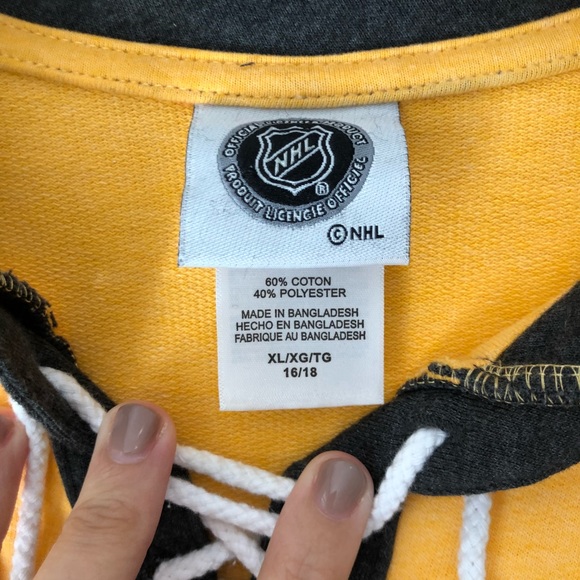 OFFICIAL PRODUCT
NHL
®
PRODUIT LICENCIÉ OFFICIEL
© NHL
60% COTON
40% POLYESTER
MADE IN BANGLADESH
HECHO EN BANGLADESH
FABRIQUE AU BANGLADESH
XL/XG/TG
16/18